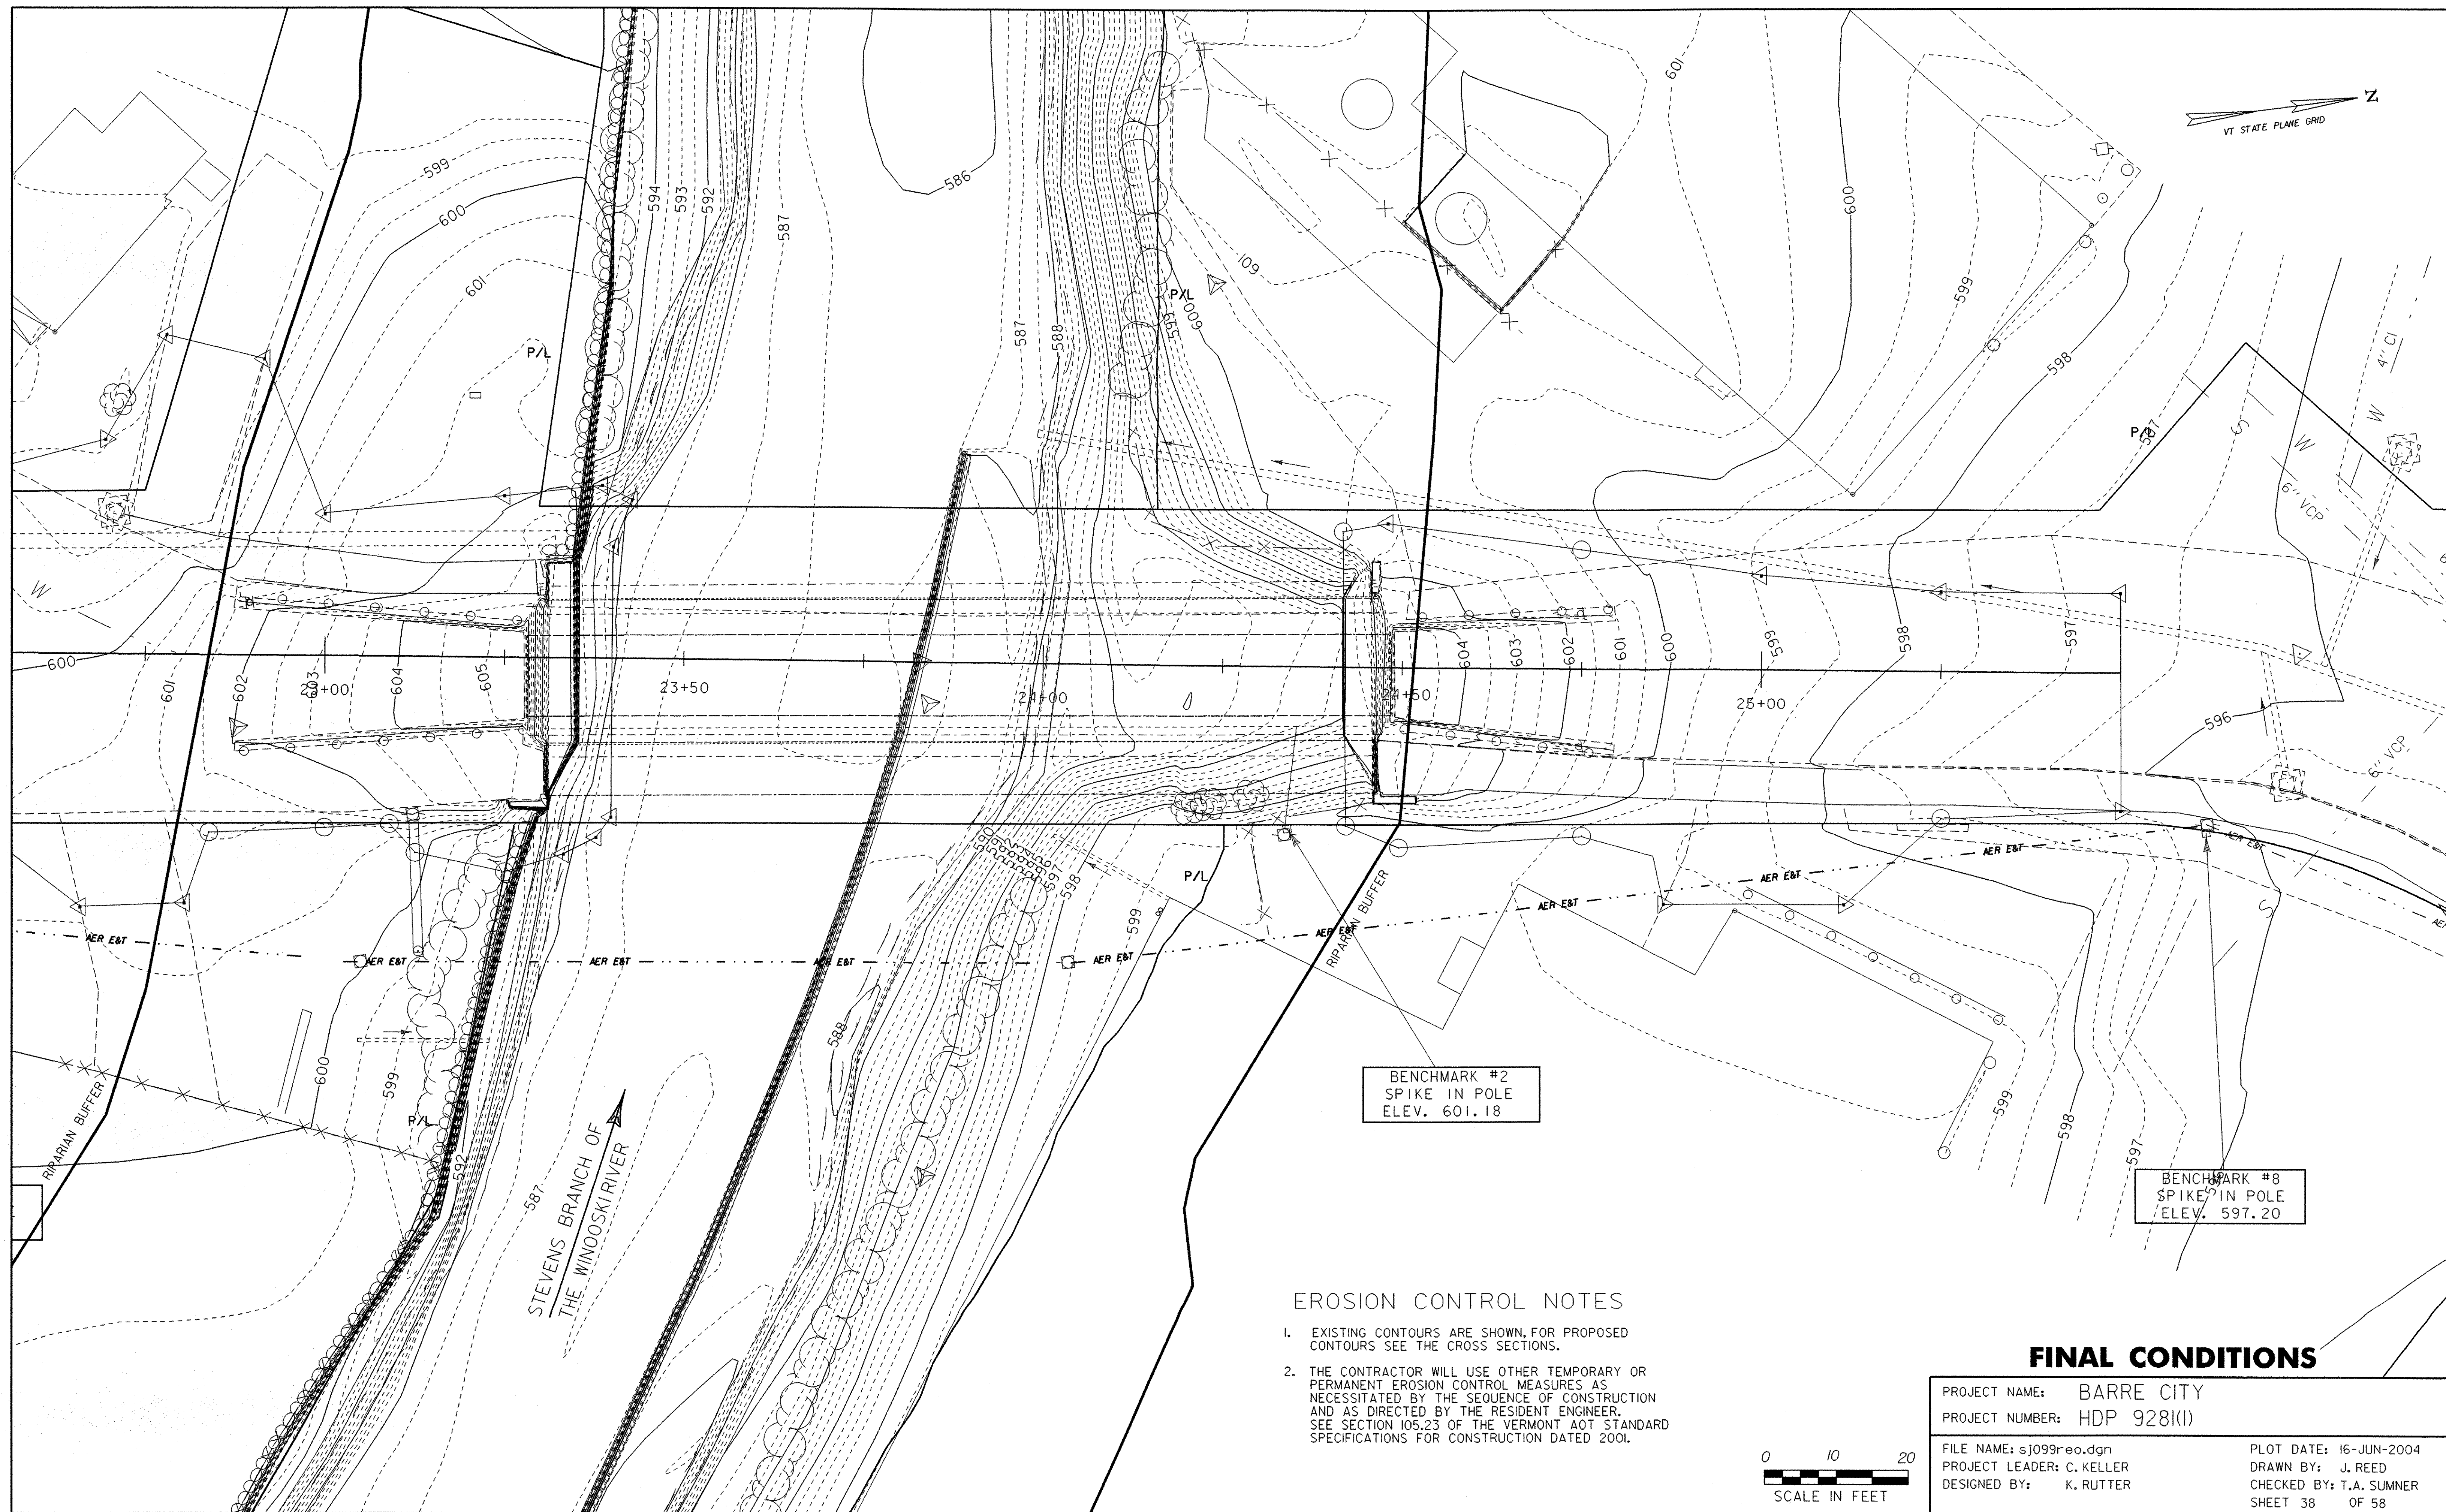 601
Z
VT STATE PLANE GRID
599
600
601
594
593
592
587
586
587
588
P/L
P/L
600
599
601
600
599
598
597
P/L
4" CI
W
S
W
6" VCP
W
600
601
602
603
604
605
23+00
23+50
24+00
24+50
25+00
604
603
602
601
600
599
598
597
596
6" VCP
S
590
597
598
599
P/L
AER E&T
AER E&T
AER E&T
AER E&T
AER E&T
AER E&T
AER E&T
AER E&T
AER E&T
AER E&T
RIPARIAN BUFFER
RIPARIAN BUFFER
588
600
599
P/L
592
587
STEVENS BRANCH OF
THE WINOOSKI RIVER
BENCHMARK #2
SPIKE IN POLE
ELEV. 601.18
599
598
597
BENCHMARK #8
SPIKE IN POLE
ELEV. 597.20
EROSION CONTROL NOTES
1. EXISTING CONTOURS ARE SHOWN, FOR PROPOSED
CONTOURS SEE THE CROSS SECTIONS.
2. THE CONTRACTOR WILL USE OTHER TEMPORARY OR
PERMANENT EROSION CONTROL MEASURES AS
NECESSITATED BY THE SEQUENCE OF CONSTRUCTION
AND AS DIRECTED BY THE RESIDENT ENGINEER.
SEE SECTION 105.23 OF THE VERMONT AOT STANDARD
SPECIFICATIONS FOR CONSTRUCTION DATED 2001.
0 10 20
SCALE IN FEET
FINAL CONDITIONS
PROJECT NAME: BARRE CITY
PROJECT NUMBER: HDP 9281(1)
FILE NAME: sj099reo.dgn PLOT DATE: 16-JUN-2004
PROJECT LEADER: C. KELLER DRAWN BY: J. REED
DESIGNED BY: K. RUTTER CHECKED BY: T.A. SUMNER
SHEET 38 OF 58